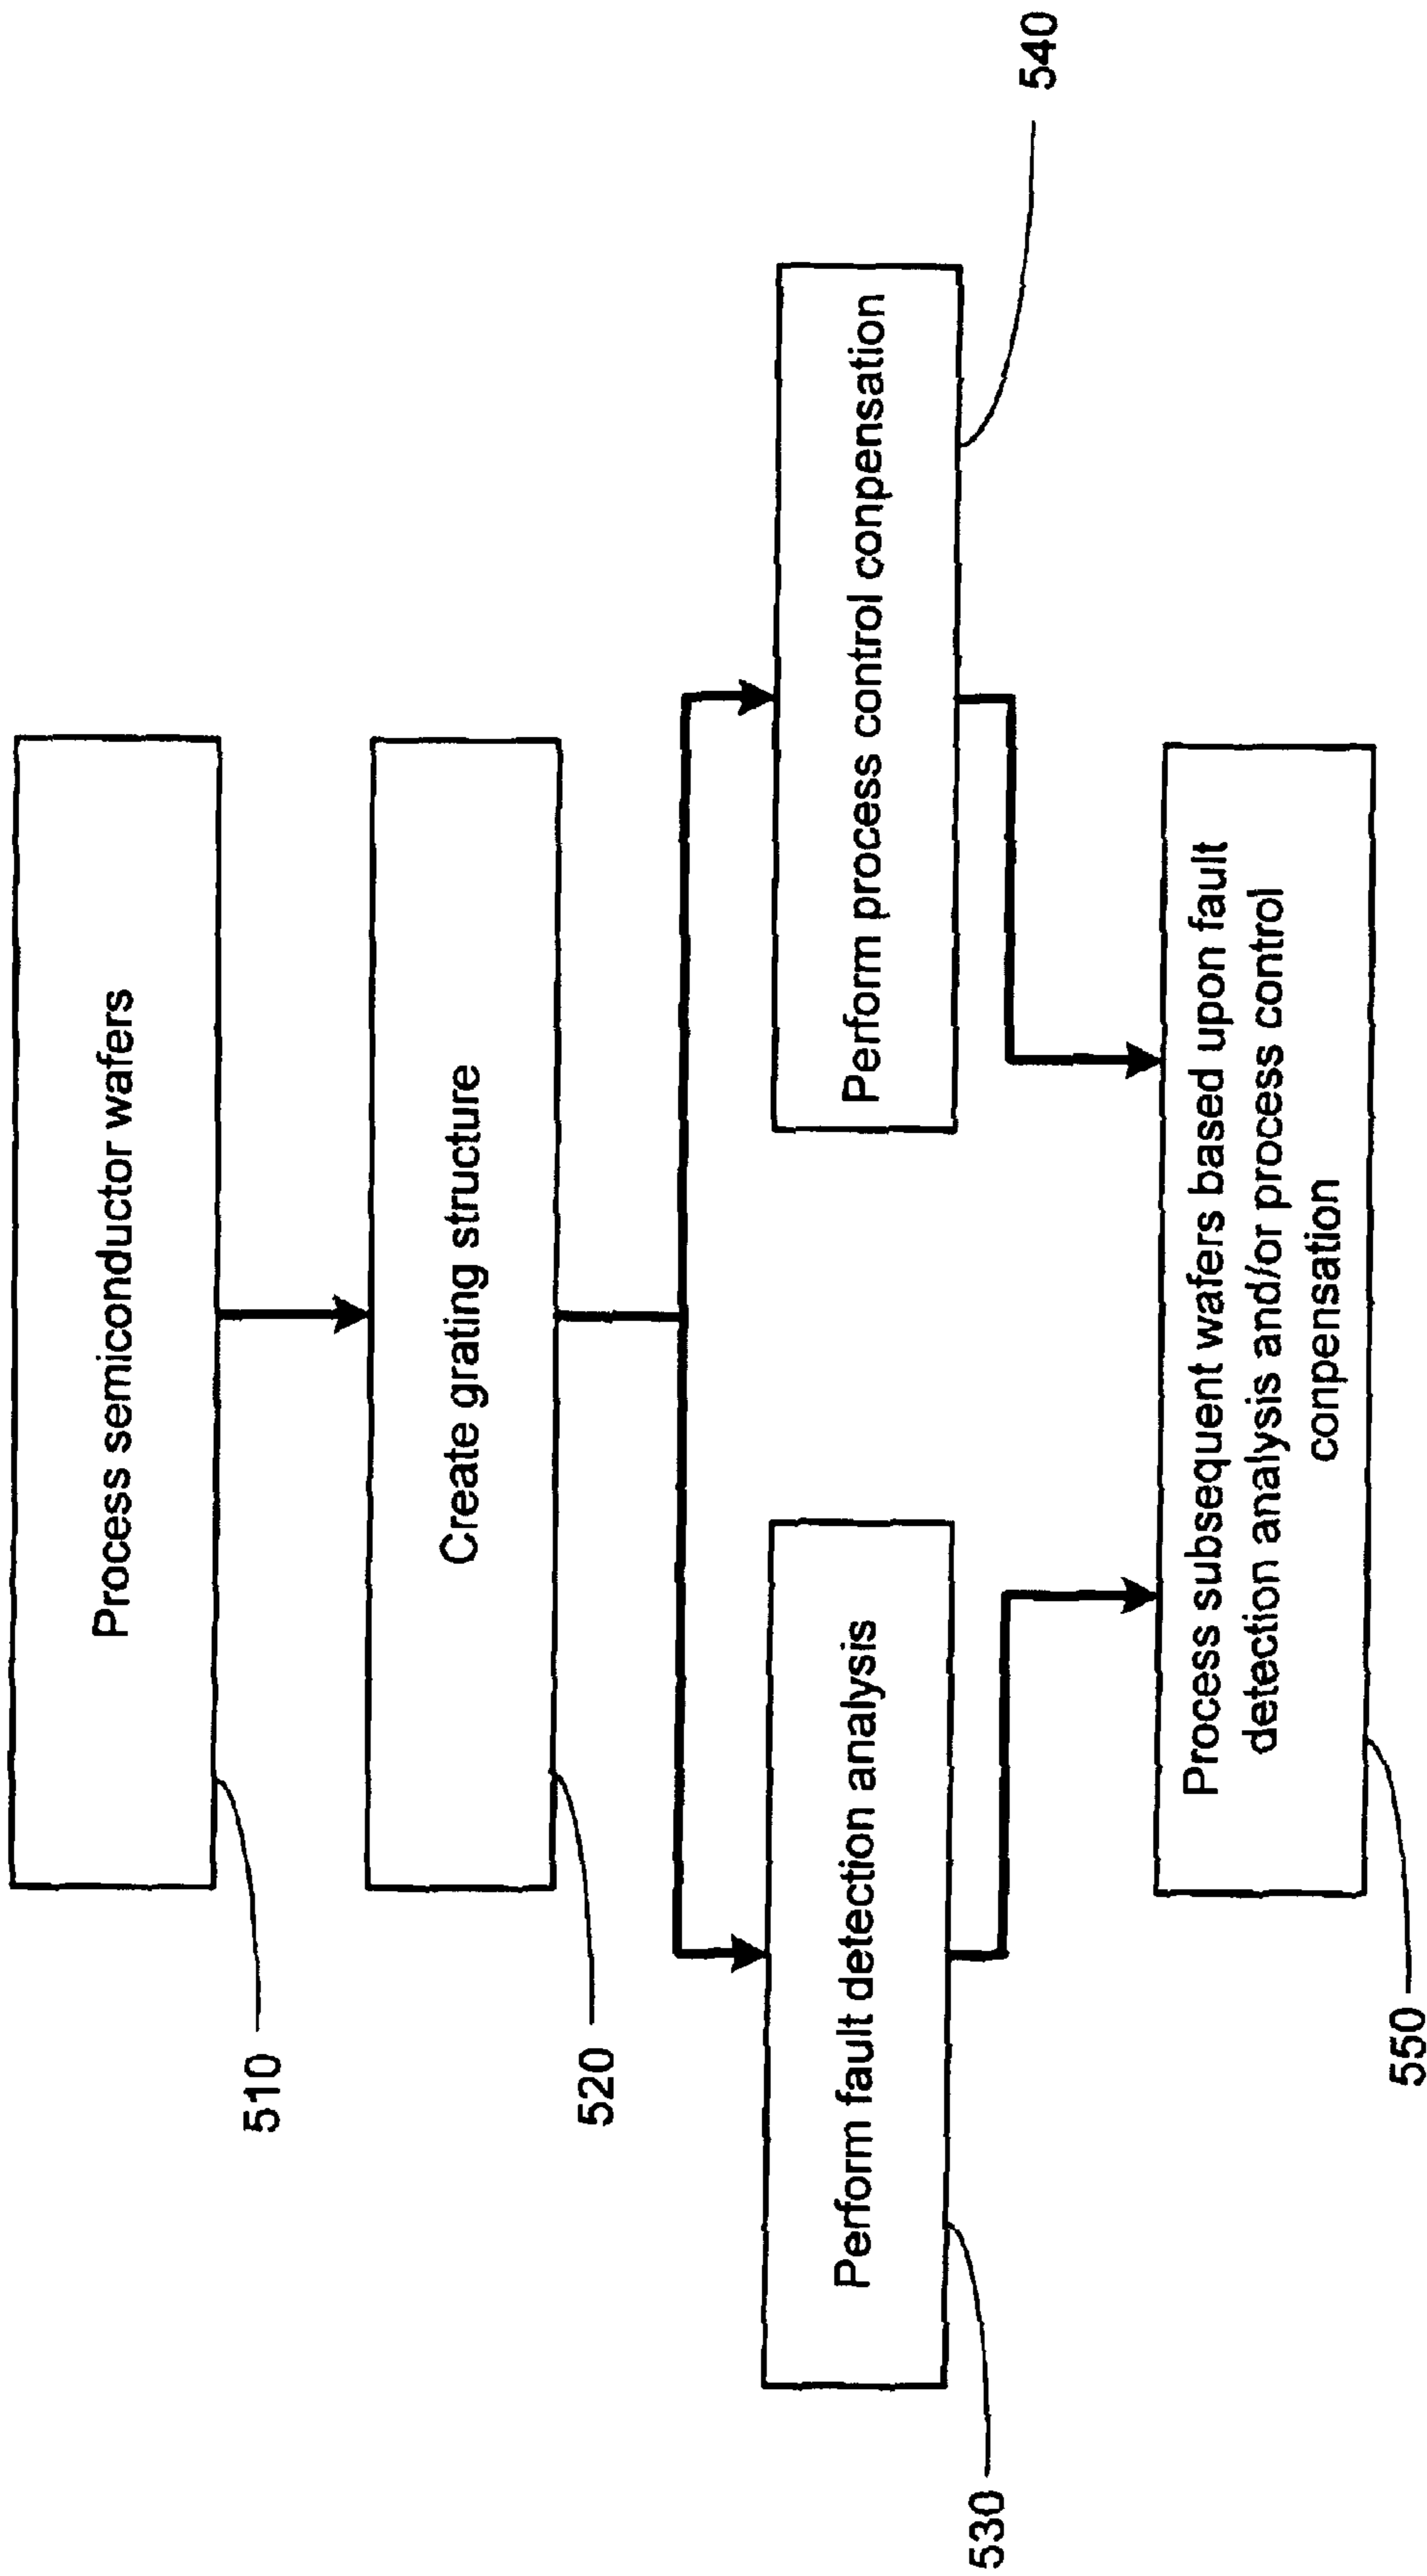 Process semiconductor wafers
510
Create grating structure
520
Perform fault detection analysis
530
Perform process control conpensation
540
Process subsequent wafers based upon fault
detection analysis and/or process control
conpensation
550